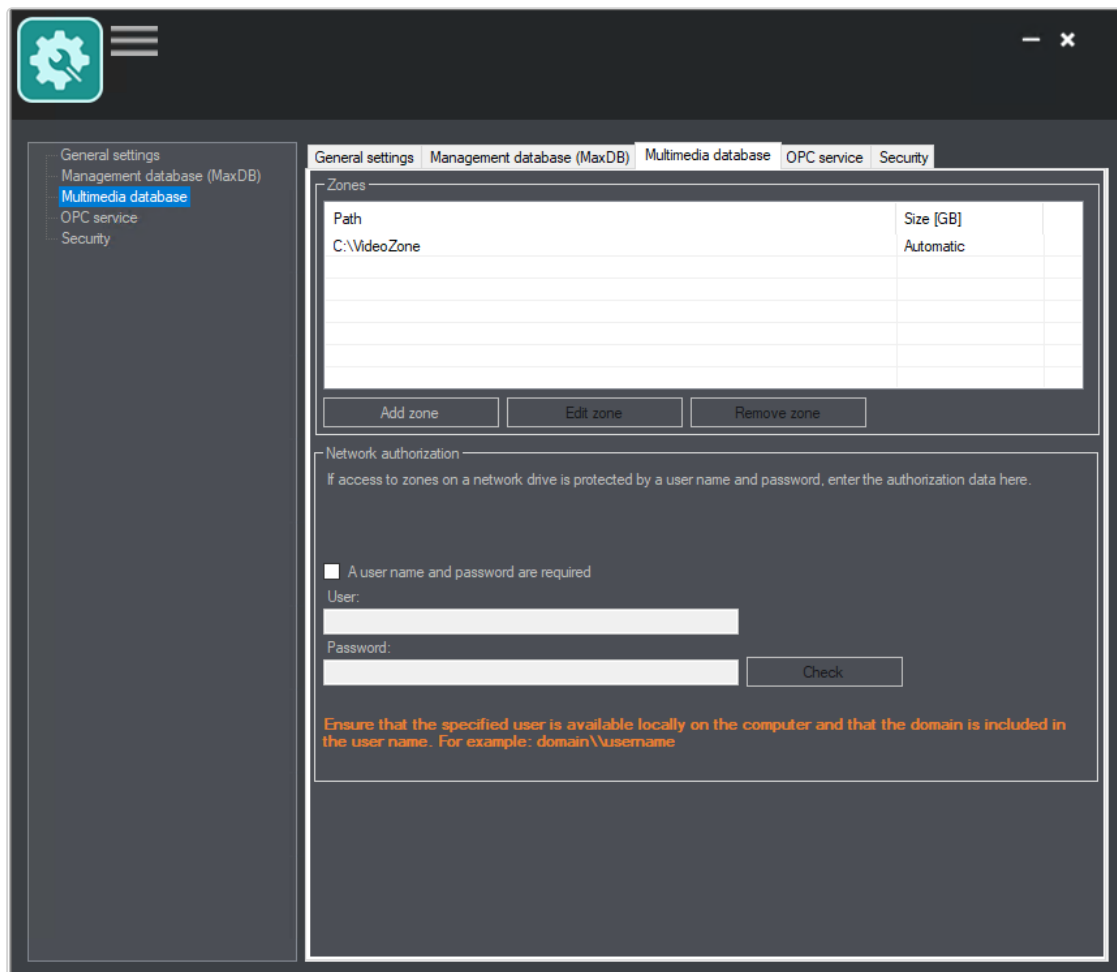 General settings
Management database (MaxDB)
Multimedia database
OPC service
Security
General settings Management database (MaxDB) Multimedia database OPC service Security
Zones
Path Size [GB]
C:\VideoZone Automatic
Add zone Edit zone Remove zone
Network authorization
If access to zones on a network drive is protected by a user name and password, enter the authorization data here.
A user name and password are required
User:
Password:
Check
Ensure that the specified user is available locally on the computer and that the domain is included in
the user name. For example: domain\\username